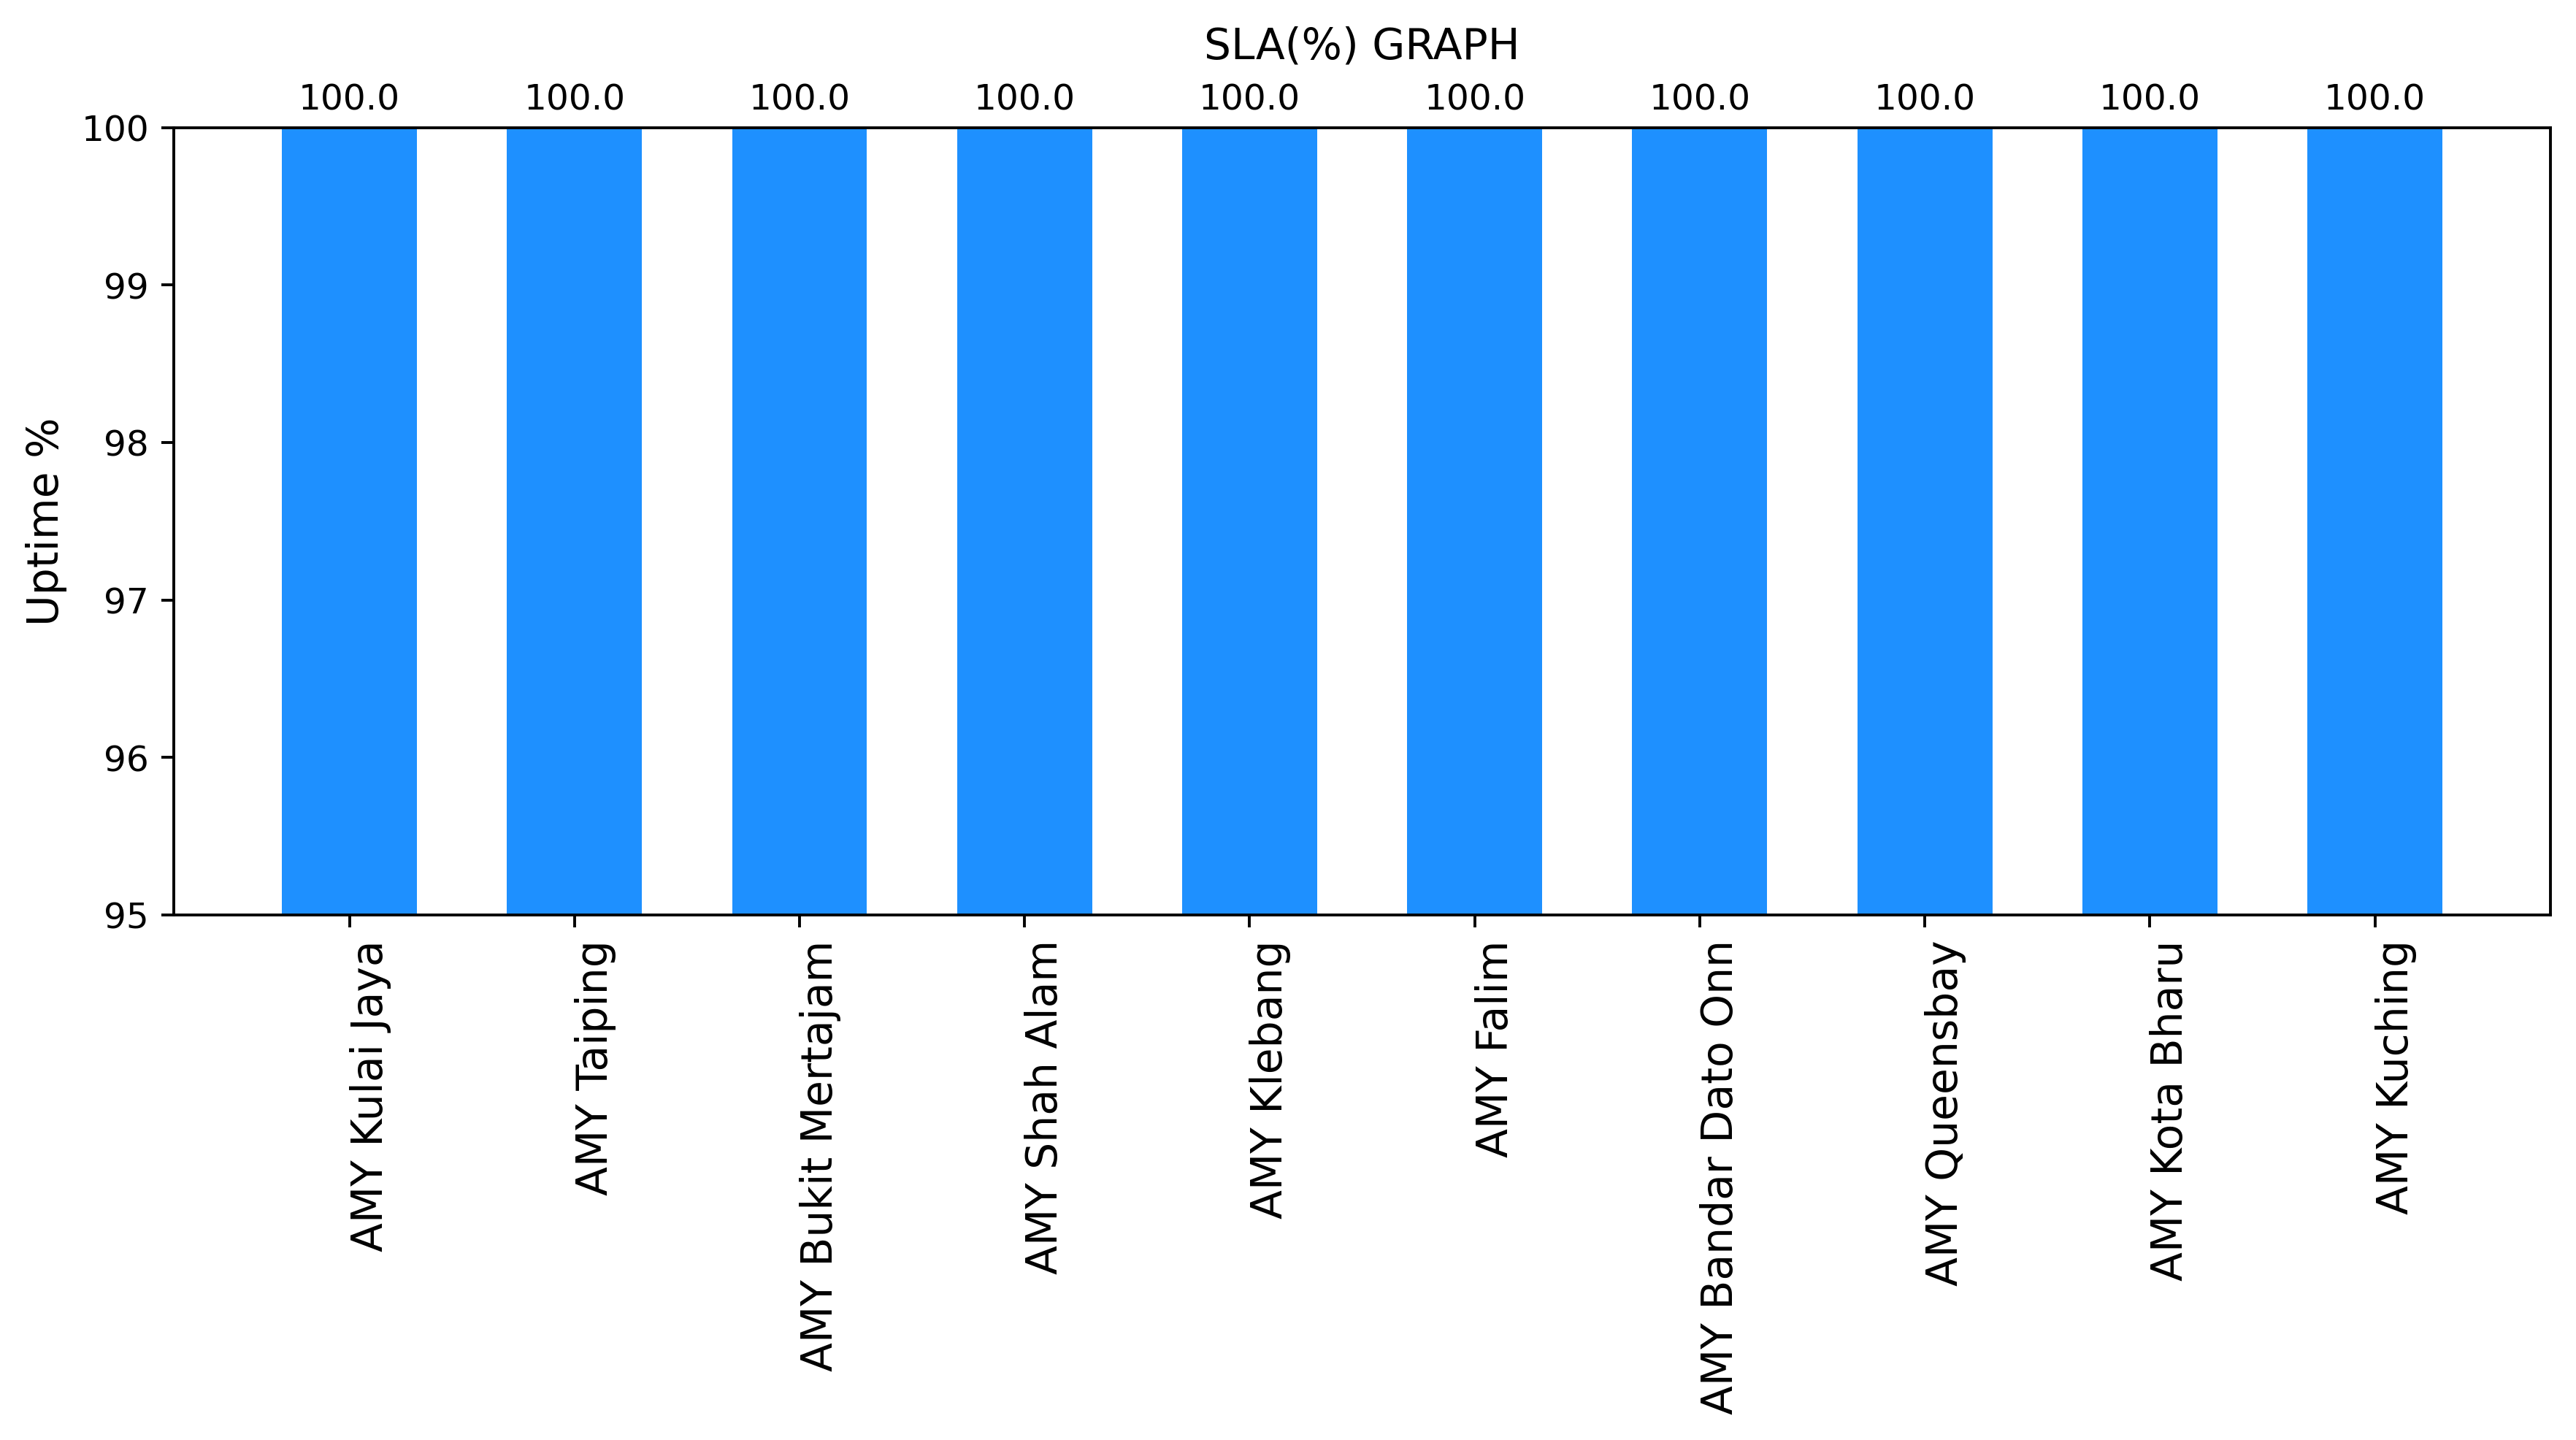 SLA(%) GRAPH
100.0 100.0 100.0 100.0 100.0 100.0 100.0 100.0 100.0 100.0
100
99
98
97
96
95
Uptime %
AMY Kulai Jaya
AMY Taiping
AMY Bukit Mertajam
AMY Shah Alam
AMY Klebang
AMY Falim
AMY Bandar Dato Onn
AMY Queensbay
AMY Kota Bharu
AMY Kuching